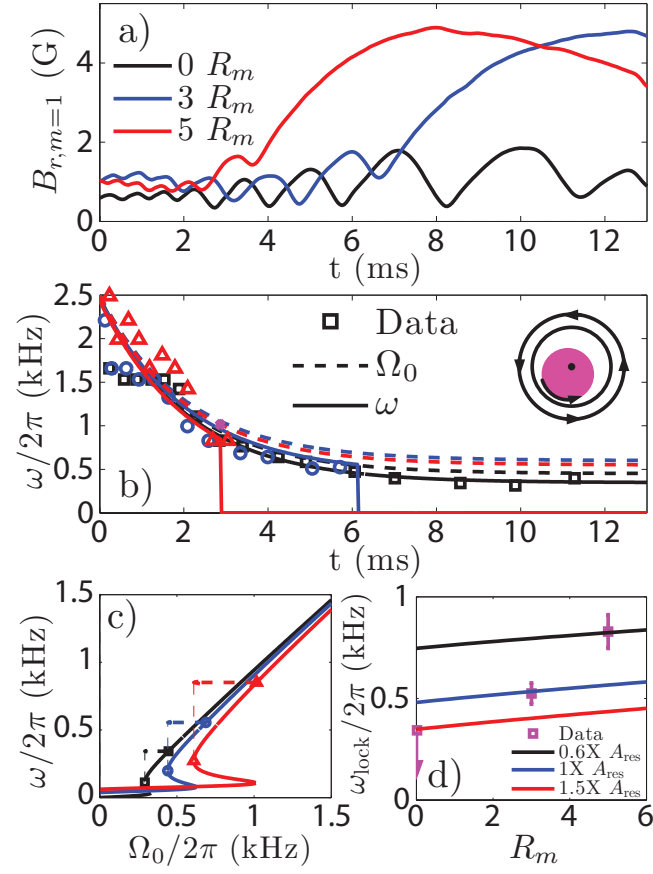 a)
B_{r,m=1} (G)
4
2
0
0 R_m
3 R_m
5 R_m
0 2 4 6 8 10 12
t (ms)
b)
ω/2π (kHz)
2.5
2
1.5
1
0.5
0
Data
Ω_0
ω
0 2 4 6 8 10 12
t (ms)
c)
ω/2π (kHz)
1.5
1
0.5
0
0 0.5 1 1.5
Ω_0/2π (kHz)
d)
ω_lock/2π (kHz)
1
0.5
0
Data
0.6X A_res
1X A_res
1.5X A_res
0 2 4 6
R_m